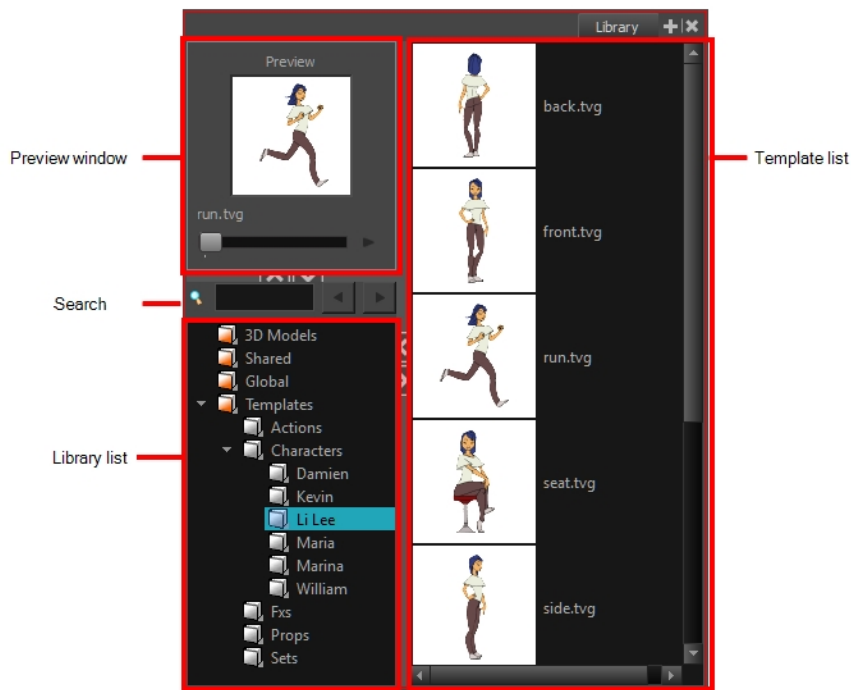 Library
Preview
run.tvg
Preview window
Search
Library list
3D Models
Shared
Global
Templates
Actions
Characters
Damien
Kevin
Li Lee
Maria
Marina
William
Fxs
Props
Sets
back.tvg
front.tvg
run.tvg
seat.tvg
side.tvg
Template list